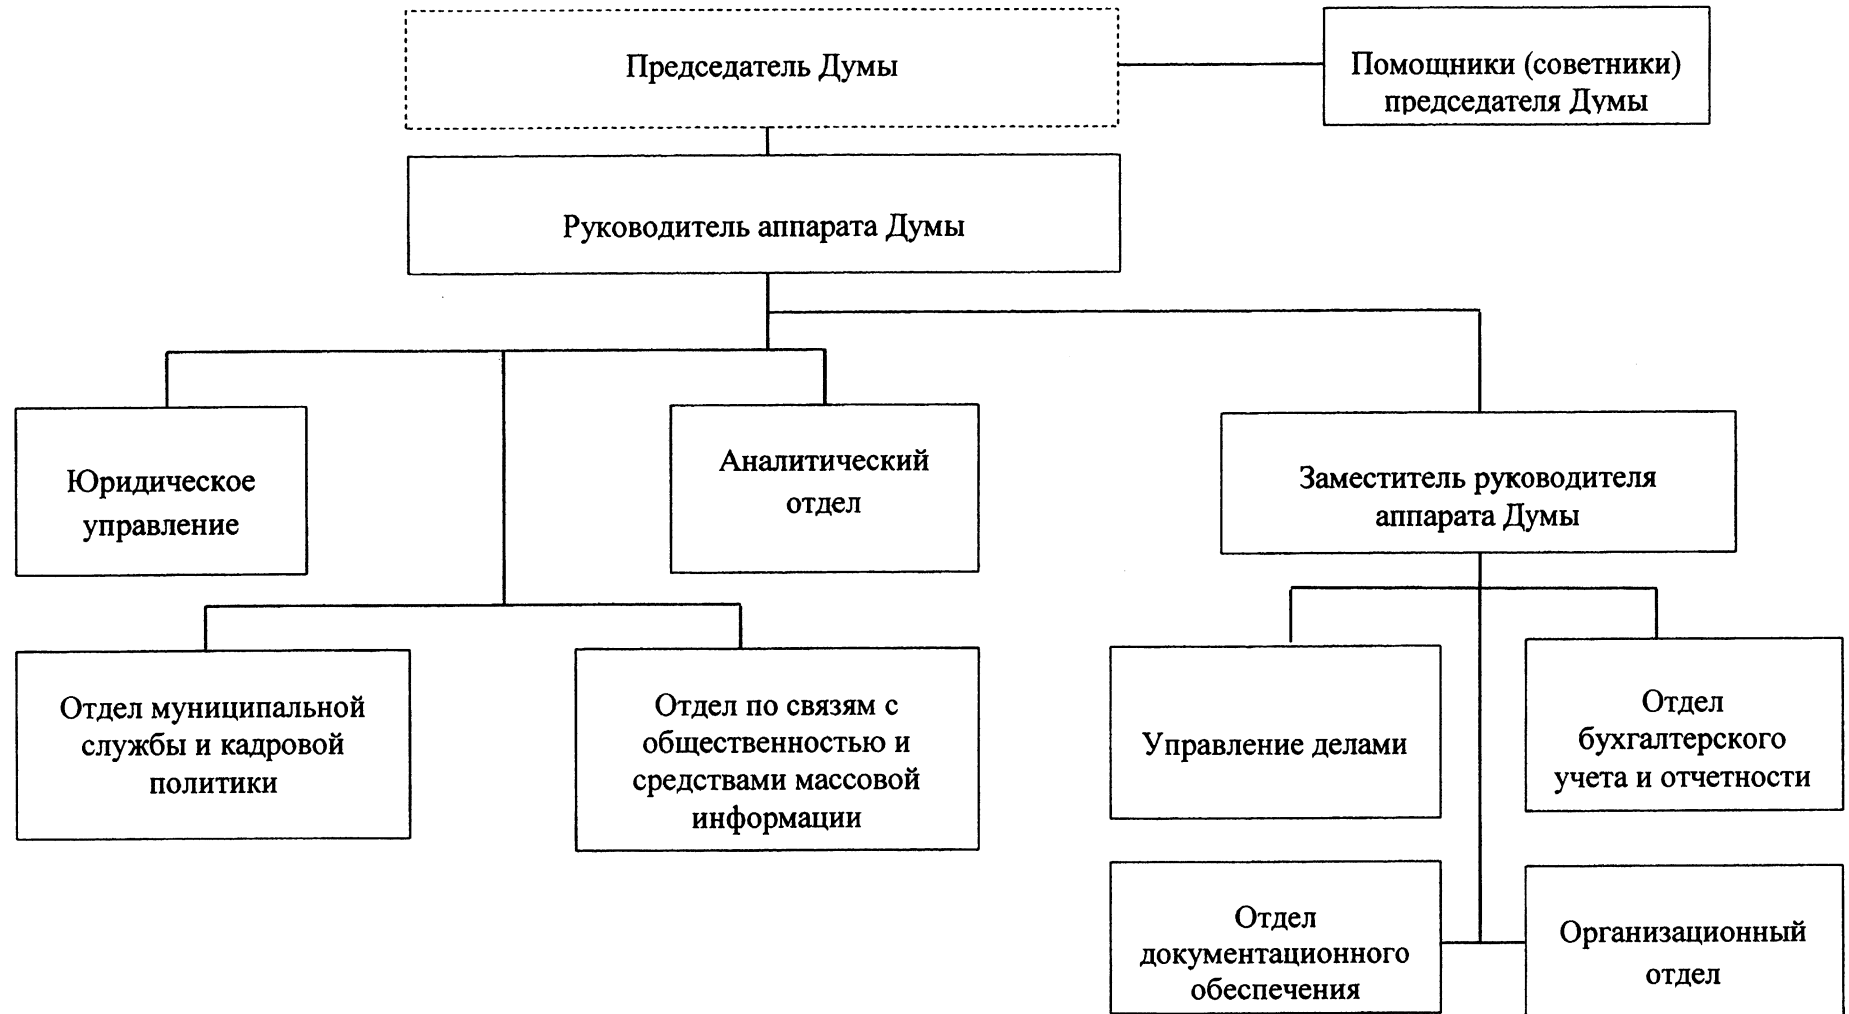 Председатель Думы
Помощники (советники)
председателя Думы
Руководитель аппарата Думы
Юридическое
управление
Аналитический
отдел
Заместитель руководителя
аппарата Думы
Отдел муниципальной
службы и кадровой
политики
Отдел по связям с
общественностью и
средствами массовой
информации
Управление делами
Отдел
бухгалтерского
учета и отчетности
Отдел
документационного
обеспечения
Организационный
отдел